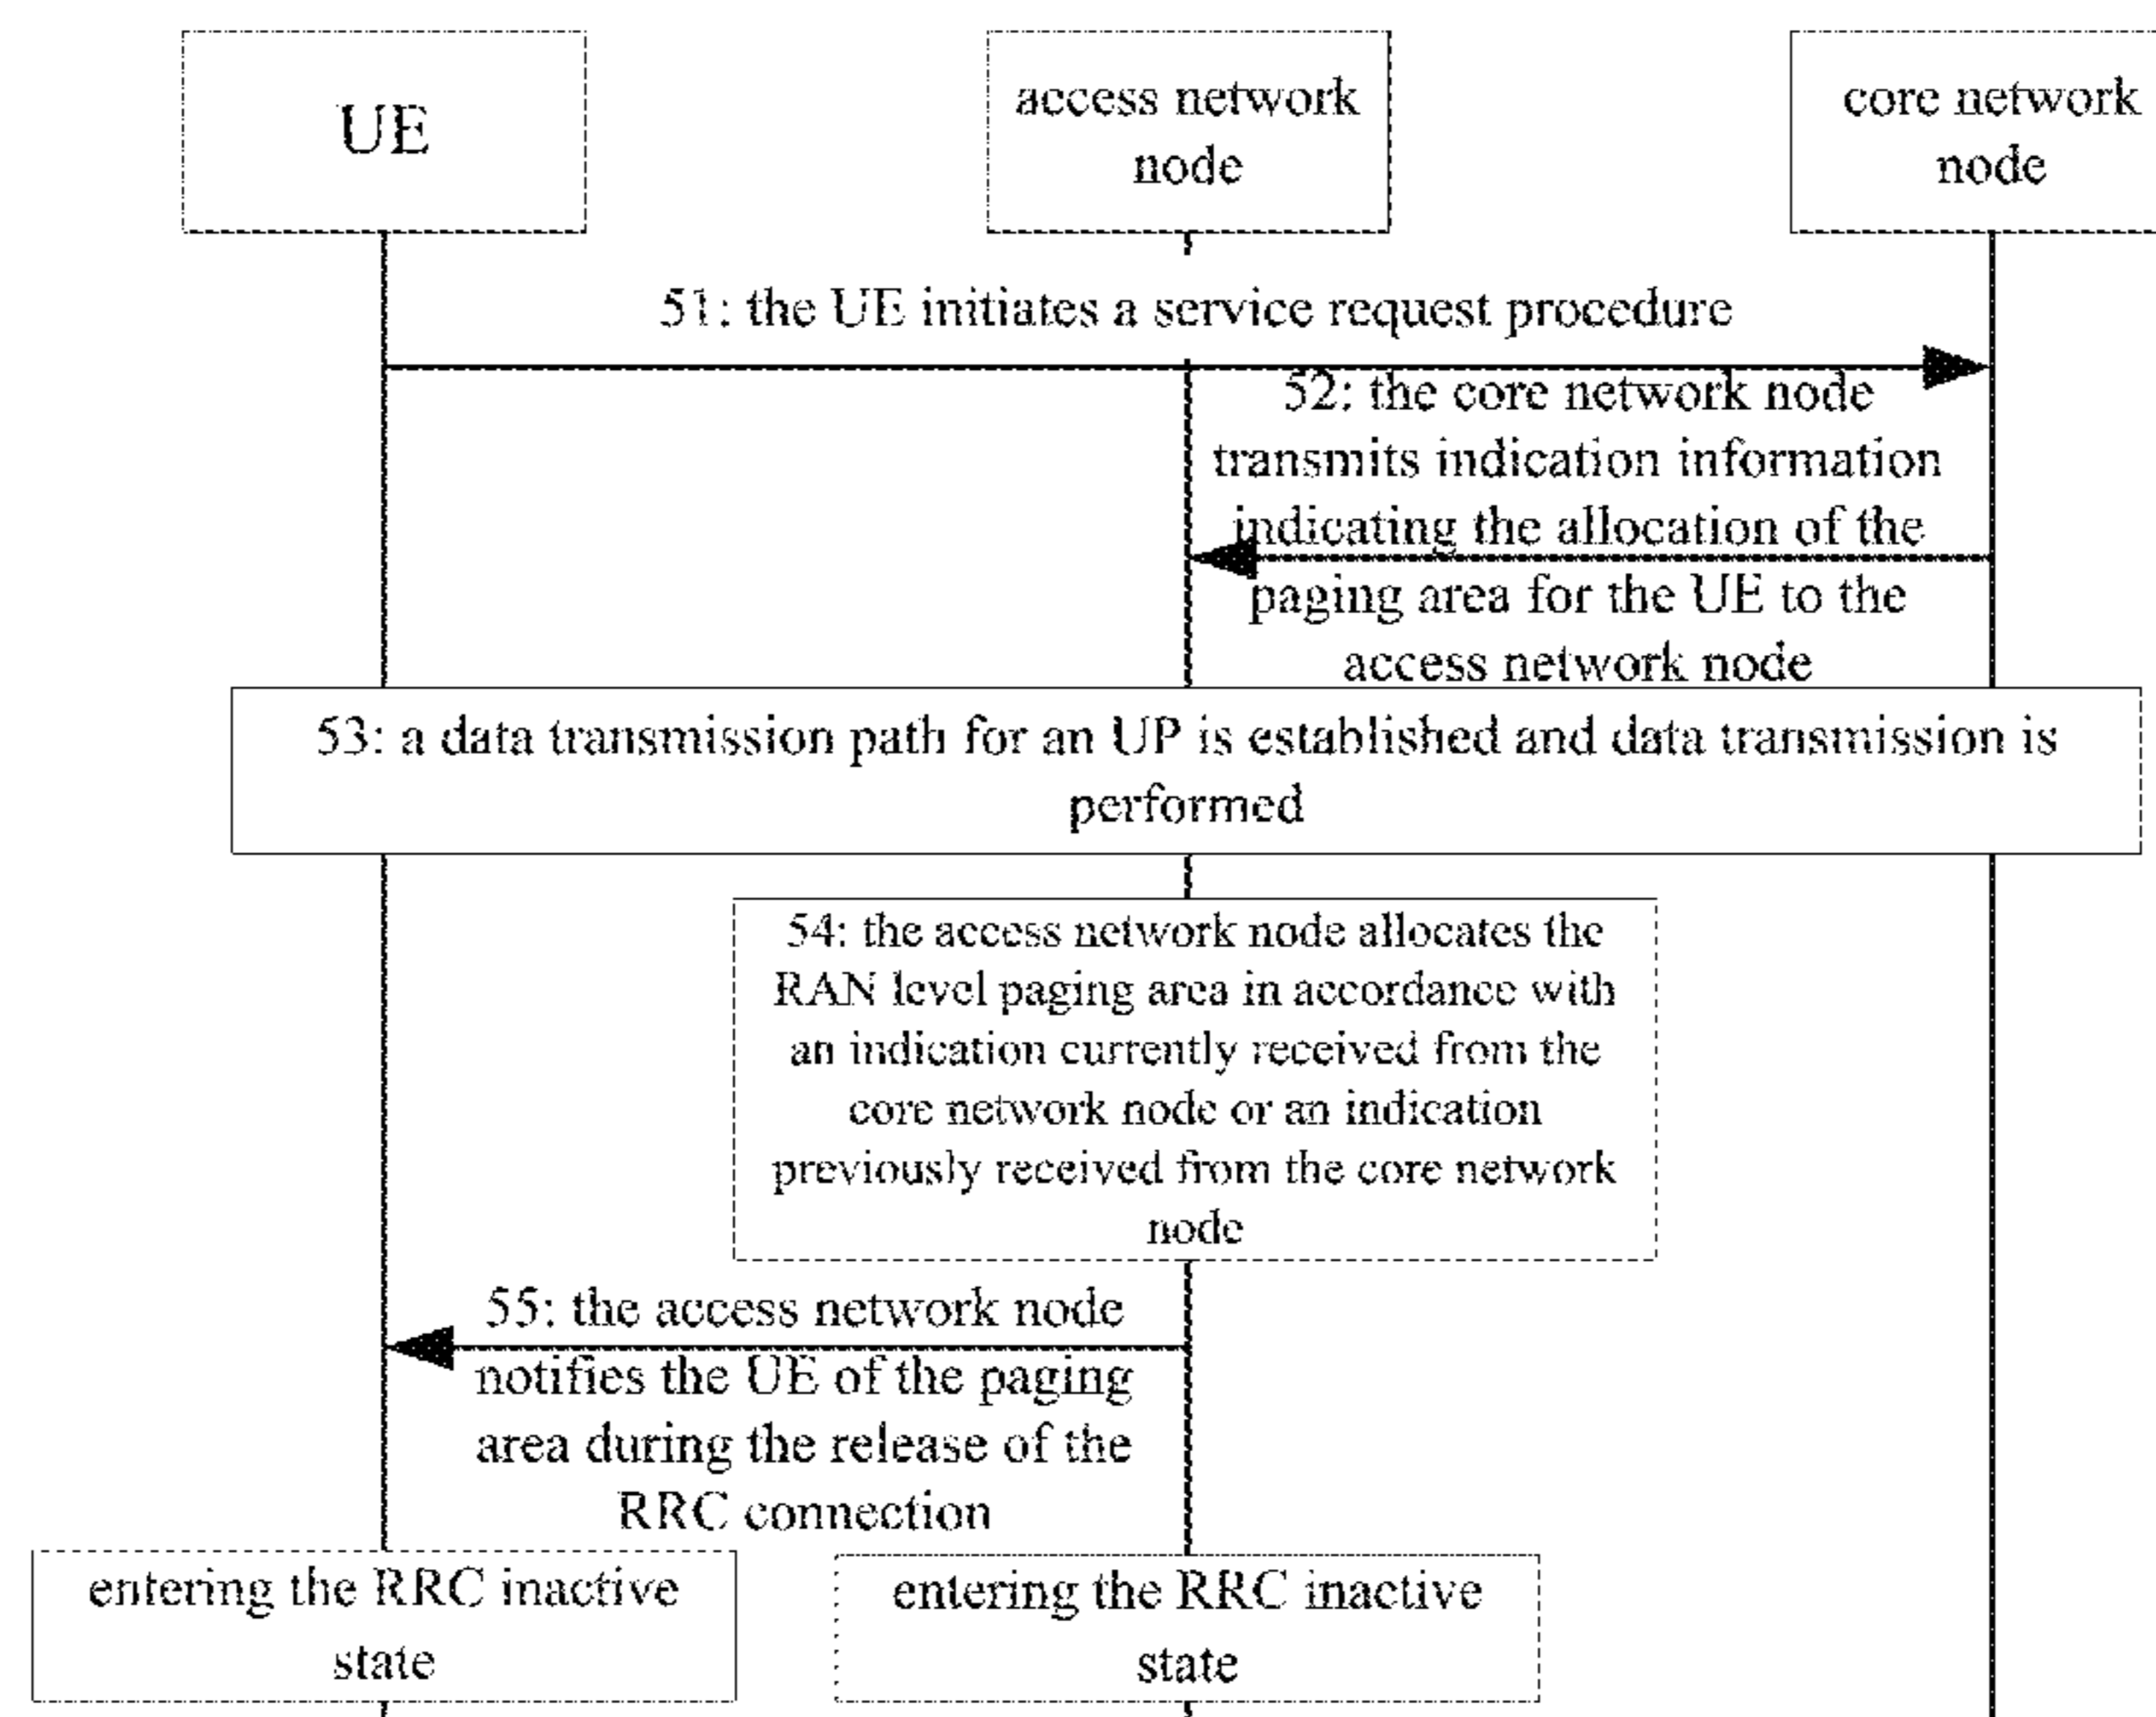 UE
access network
node
core network
node
51: the UE initiates a service request procedure
52: the core network node
transmits indication information
indicating the allocation of the
paging area for the UE to the
access network node
53: a data transmission path for an UP is established and data transmission is
performed
54: the access network node allocates the
RAN level paging area in accordance with
an indication currently received from the
core network node or an indication
previously received from the core network
node
55: the access network node
notifies the UE of the paging
area during the release of the
RRC connection
entering the RRC inactive
state
entering the RRC inactive
state